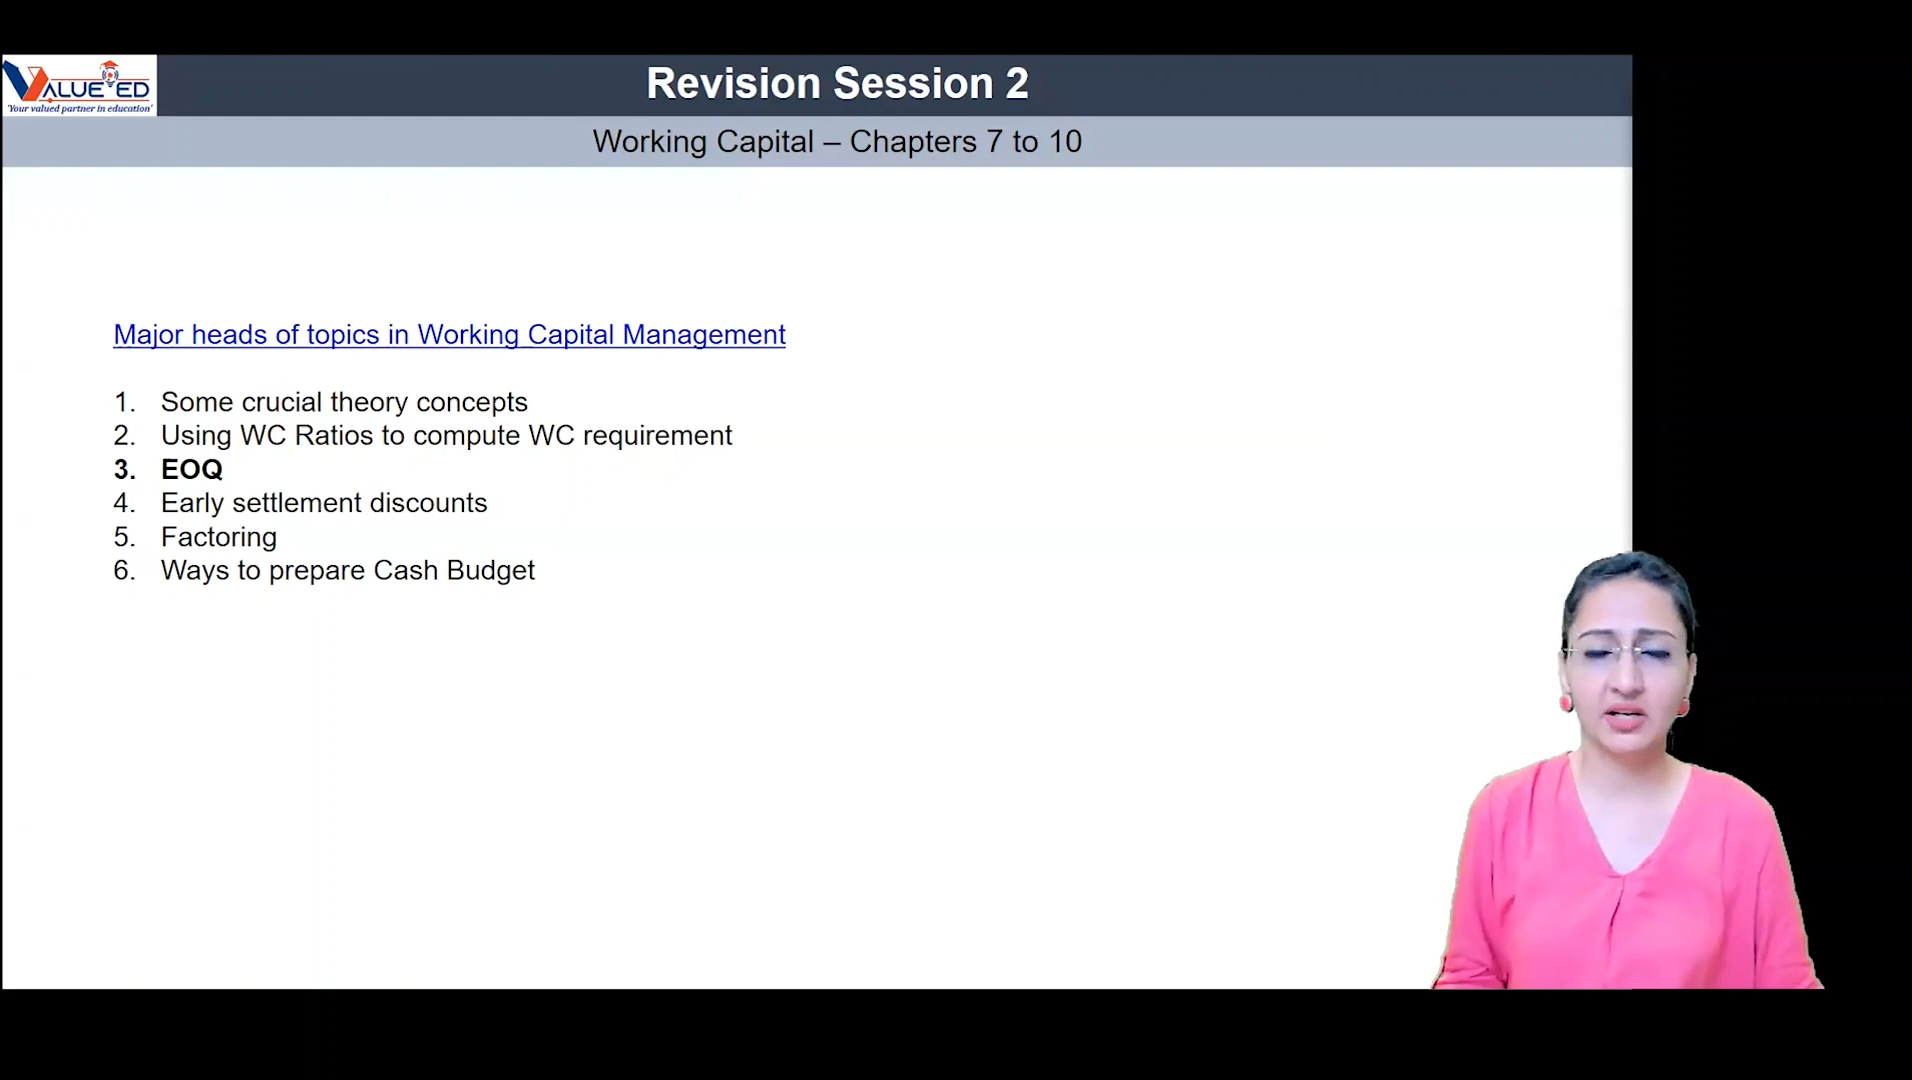 VALUE ED
'Your valued partner in education'
Revision Session 2
Working Capital – Chapters 7 to 10
Major heads of topics in Working Capital Management
1. Some crucial theory concepts
2. Using WC Ratios to compute WC requirement
3. EOQ
4. Early settlement discounts
5. Factoring
6. Ways to prepare Cash Budget